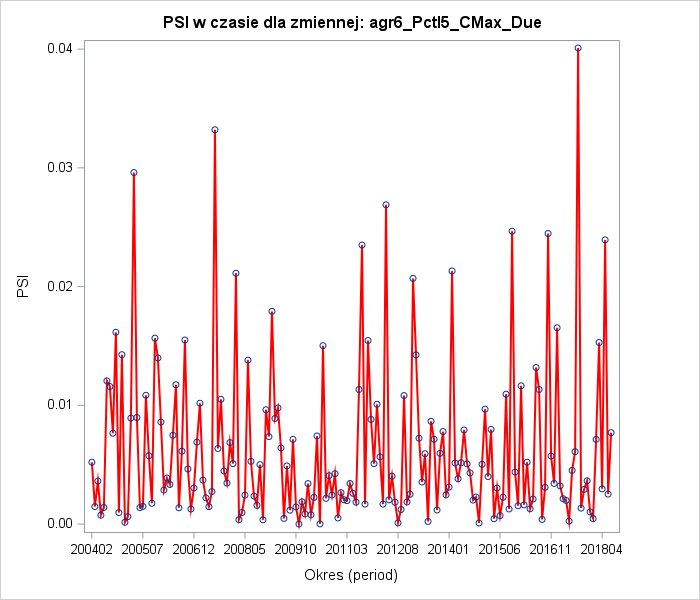 PSI w czasie dla zmiennej: agr6_Pctl5_CMax_Due
0.04
0.03
PSI
0.02
0.01
0.00
200402 200507 200612 200805 200910 201103 201208 201401 201506 201611 201804
Okres (period)